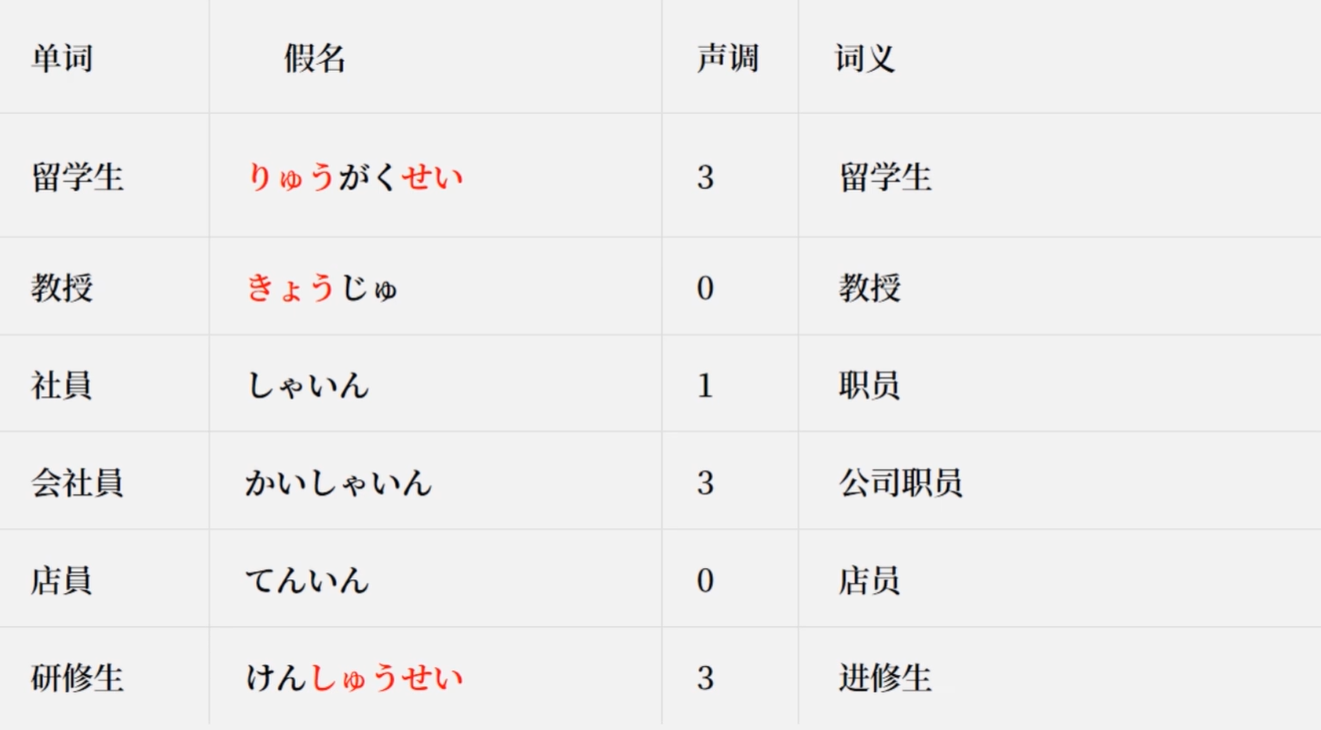 单词 假名 声调 词义
留学生 りゅうがくせい 3 留学生
教授 きょうじゅ 0 教授
社員 しゃいん 1 职员
会社員 かいしゃいん 3 公司职员
店員 てんいん 0 店员
研修生 けんしゅうせい 3 进修生